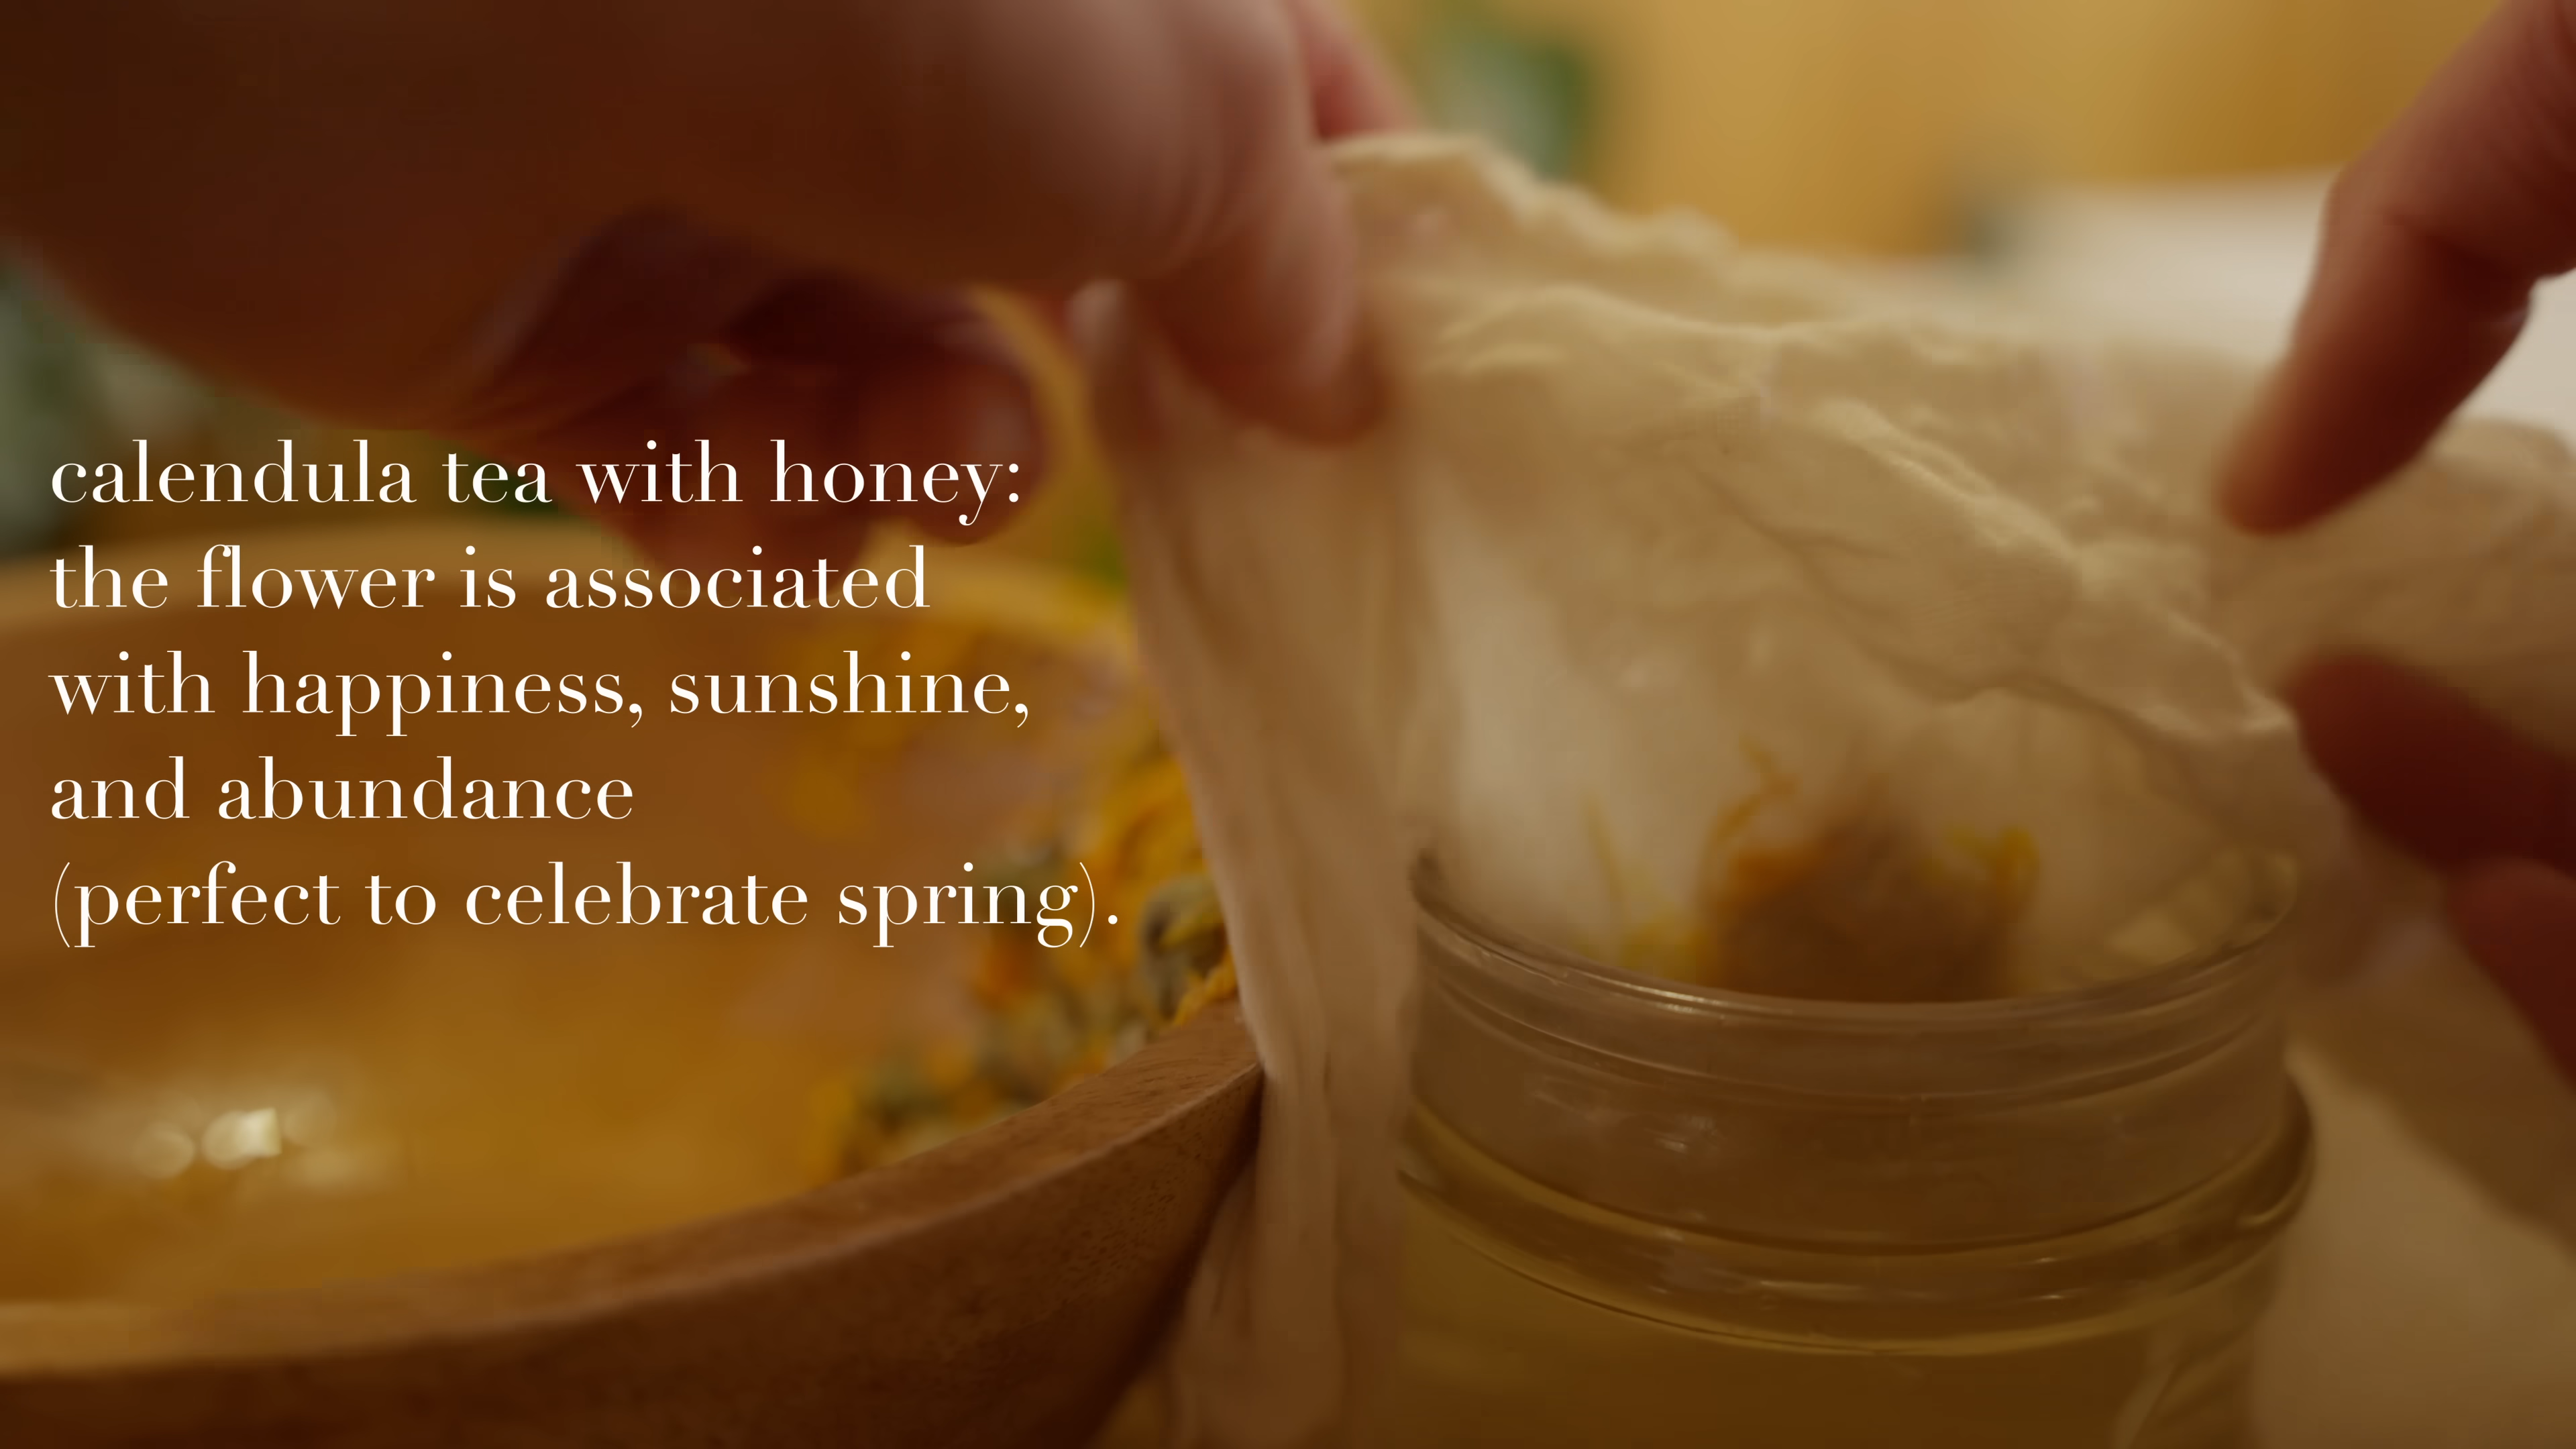 calendula tea with honey:
the flower is associated
with happiness, sunshine,
and abundance
(perfect to celebrate spring).